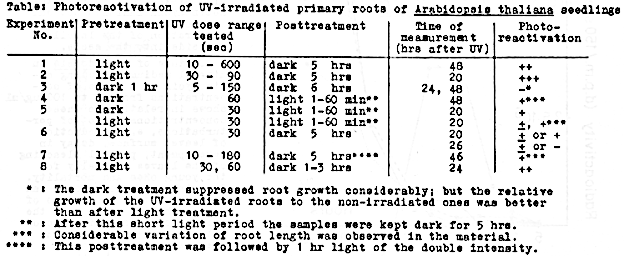 Table: Photoreactivation of UV-irradiated primary roots of Arabidopsis thaliana seedlings
Experiment Pretreatment UV dose range Posttreatment Time of Photo-
No. tested measurement reactivation
(sec) (hrs after UV)
1 light 10 - 600 dark 5 hrs 48 ++
2 light 30 - 90 dark 5 hrs 20 +++
3 dark 1 hr 5 - 150 dark 6 hrs 24, 48 -*
4 dark 60 light 1-60 min** 48 +***
5 dark 30 light 1-60 min** 20 +
light 30 light 1-60 min** 20 ±, +***
6 light 30 dark 5 hrs 20 ± or +
26 ± or -
7 light 10 - 180 dark 5 hrs**** 46 +***
8 light 30, 60 dark 1-3 hrs 24 ++
* : The dark treatment suppressed root growth considerably; but the relative
growth of the UV-irradiated roots to the non-irradiated ones was better
than after light treatment.
** : After this short light period the samples were kept dark for 5 hrs.
*** : Considerable variation of root length was observed in the material.
**** : This posttreatment was followed by 1 hr light of the double intensity.